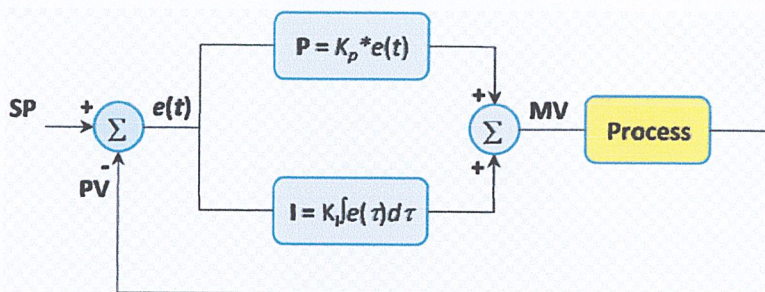 P = Kₚ*e(t)
SP
+
Σ
e(t)
-
PV
+
Σ
+
MV
Process
I = Kᵢ∫e(τ)dτ